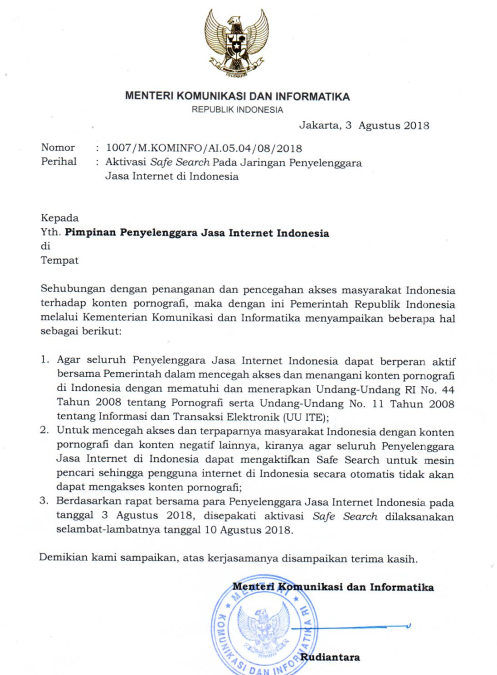 MENTERI KOMUNIKASI DAN INFORMATIKA
REPUBLIK INDONESIA
Jakarta, 3 Agustus 2018
Nomor : 1007/M.KOMINFO/AI.05.04/08/2018
Perihal : Aktivasi Safe Search Pada Jaringan Penyelenggara
Jasa Internet di Indonesia
Kepada
Yth. Pimpinan Penyelenggara Jasa Internet Indonesia
di
Tempat
Sehubungan dengan penanganan dan pencegahan akses masyarakat Indonesia
terhadap konten pornografi, maka dengan ini Pemerintah Republik Indonesia
melalui Kementerian Komunikasi dan Informatika menyampaikan beberapa hal
sebagai berikut:
1. Agar seluruh Penyelenggara Jasa Internet Indonesia dapat berperan aktif
bersama Pemerintah dalam mencegah akses dan menangani konten pornografi
di Indonesia dengan mematuhi dan menerapkan Undang-Undang RI No. 44
Tahun 2008 tentang Pornografi serta Undang-Undang No. 11 Tahun 2008
tentang Informasi dan Transaksi Elektronik (UU ITE);
2. Untuk mencegah akses dan terpaparnya masyarakat Indonesia dengan konten
pornografi dan konten negatif lainnya, kiranya agar seluruh Penyelenggara
Jasa Internet di Indonesia dapat mengaktifkan Safe Search untuk mesin
pencari sehingga pengguna internet di Indonesia secara otomatis tidak akan
dapat mengakses konten pornografi;
3. Berdasarkan rapat bersama para Penyelenggara Jasa Internet Indonesia pada
tanggal 3 Agustus 2018, disepakati aktivasi Safe Search dilaksanakan
selambat-lambatnya tanggal 10 Agustus 2018.
Demikian kami sampaikan, atas kerjasamanya disampaikan terima kasih.
Menteri Komunikasi dan Informatika
MENTERI
KOMUNIKASI DAN INFORMATIKA RI
Rudiantara